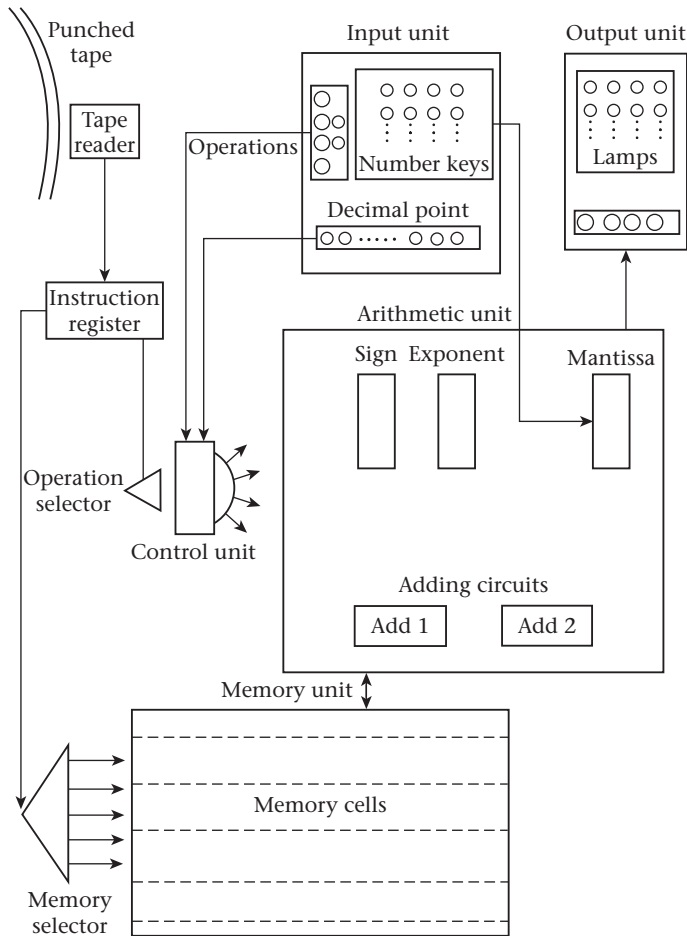 Punched
tape
Input unit
Output unit
Tape
reader
Operations
Number keys
Lamps
Decimal point
Instruction
register
Arithmetic unit
Sign
Exponent
Mantissa
Operation
selector
Control unit
Adding circuits
Add 1
Add 2
Memory unit
Memory cells
Memory
selector